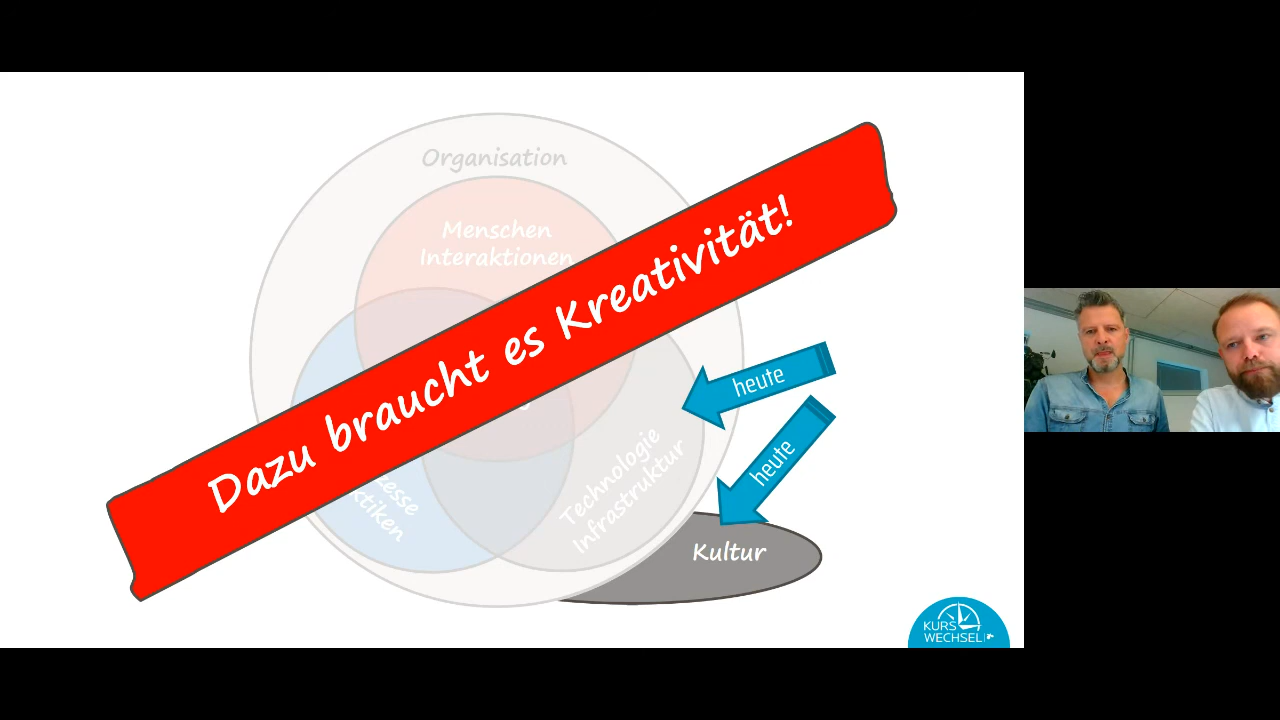 Organisation
Menschen
Interaktionen
Dazu braucht es Kreativität!
heute
heute
Technologie
Infrastruktur
Kultur
KURS
WECHSEL